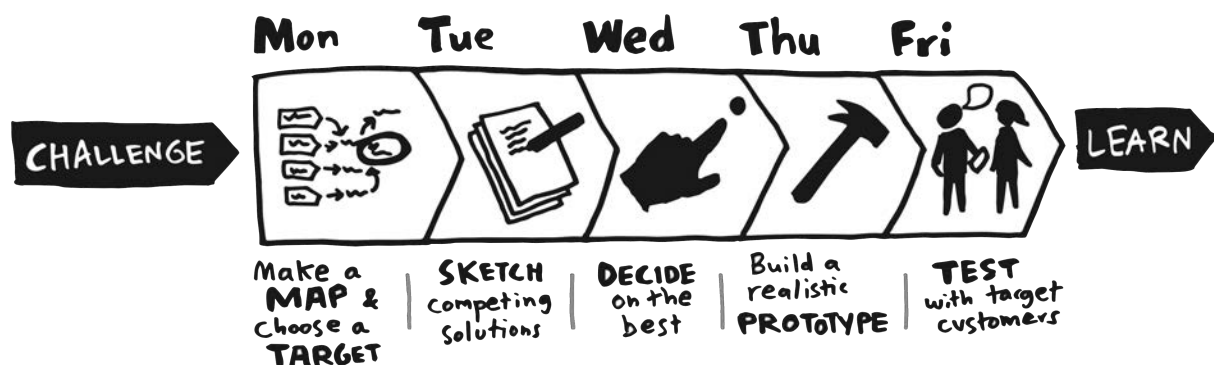 Mon Tue Wed Thu Fri
CHALLENGE
LEARN
Make a
MAP &
choose a
TARGET
SKETCH
competing
solutions
DECIDE
on the
best
Build a
realistic
PROTOTYPE
TEST
with target
customers